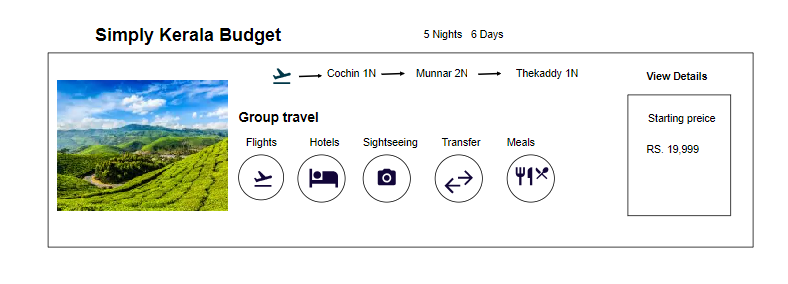 Simply Kerala Budget 5 Nights 6 Days
Cochin 1N Munnar 2N Thekaddy 1N View Details
Group travel
Flights Hotels Sightseeing Transfer Meals
Starting preice
RS. 19,999